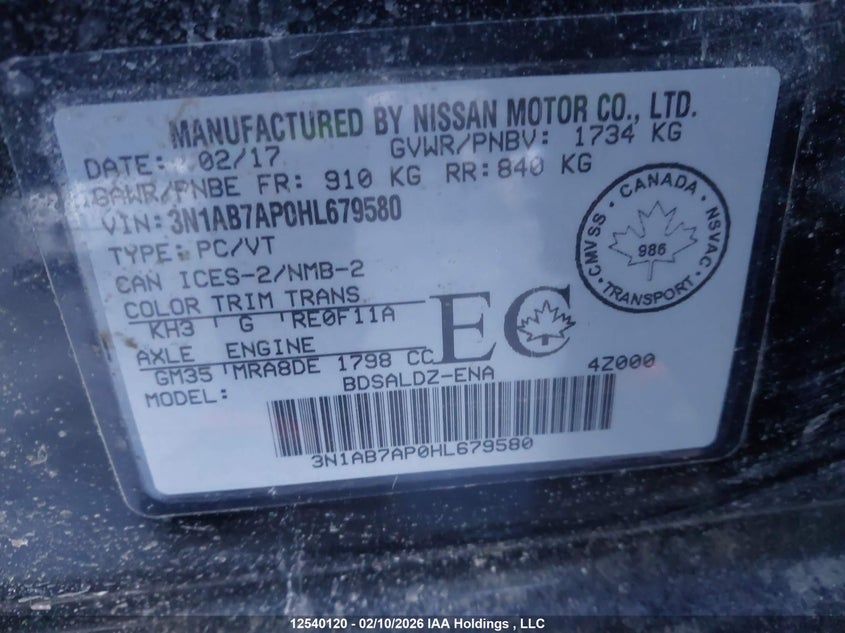 MANUFACTURED BY NISSAN MOTOR CO., LTD.
DATE: 02/17 GVWR/PNBV: 1734 KG
GAWR/PNBE FR: 910 KG RR: 840 KG
VIN: 3N1AB7AP0HL679580
TYPE: PC/VT
CAN ICES-2/NMB-2
COLOR TRIM TRANS
KH3 G RE0F11A
AXLE ENGINE
GM35 MRA8DE 1798 CC
MODEL: BDSALDZ-ENA 4Z000
EC
CANADA
CMVSS · NSVAC
986
TRANSPORT
3N1AB7AP0HL679580
12540120 - 02/10/2026 IAA Holdings , LLC